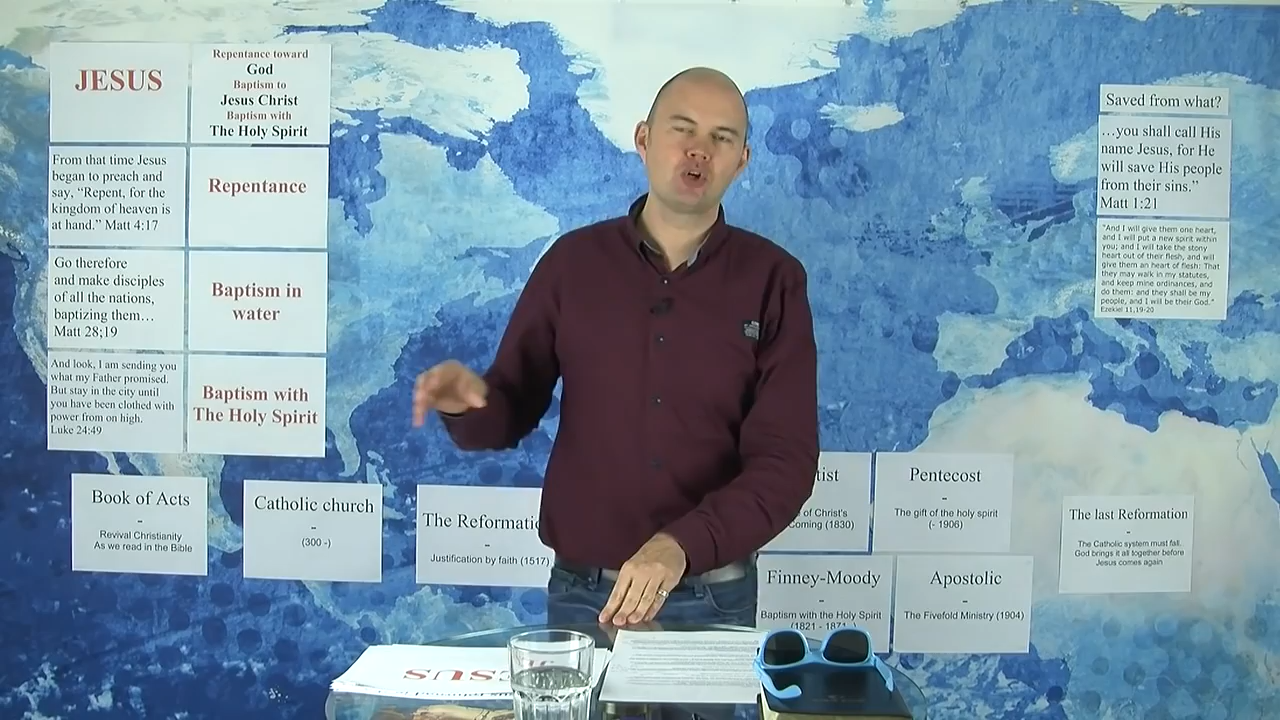 JESUS
Repentance toward
God
Baptism to
Jesus Christ
Baptism with
The Holy Spirit
From that time Jesus
began to preach and
say, “Repent, for the
kingdom of heaven is
at hand.” Matt 4:17
Repentance
Go therefore
and make disciples
of all the nations,
baptizing them…
Matt 28;19
Baptism in
water
And look, I am sending you
what my Father promised.
But stay in the city until
you have been clothed with
power from on high.
Luke 24:49
Baptism with
The Holy Spirit
Saved from what?
…you shall call His
name Jesus, for He
will save His people
from their sins.”
Matt 1:21
"And I will give them one heart,
and I will put a new spirit within
you; and I will take the stony
heart out of their flesh, and will
give them an heart of flesh: That
they may walk in my statutes,
and keep mine ordinances, and
do them: and they shall be my
people, and I will be their God."
Ezekiel 11,19-20
Book of Acts
-
Revival Christianity
As we read in the Bible
Catholic church
-
(300 -)
The Reformatio
-
Justification by faith (1517)
tist
of Christ's
Coming (1830)
Pentecost
-
The gift of the holy spirit
(- 1906)
Finney-Moody
-
Baptism with the Holy Spirit
(1821 - 1871
Apostolic
-
The Fivefold Ministry (1904)
The last Reformation
-
The Catholic system must fall,
God brings it all together before
Jesus comes again
JESUS